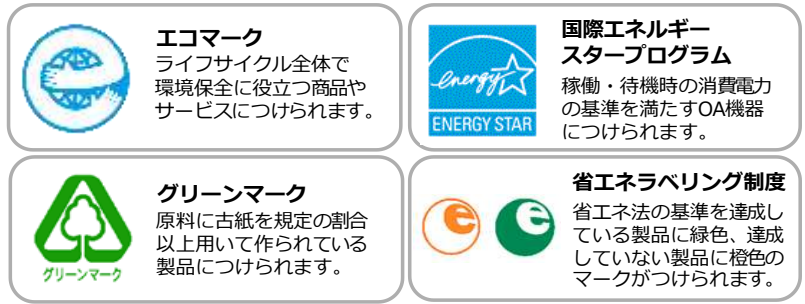 エコマーク
ライフサイクル全体で
環境保全に役立つ商品や
サービスにつけられます。
energy
ENERGY STAR
国際エネルギー
スタープログラム
稼働・待機時の消費電力
の基準を満たすOA機器
につけられます。
グリーンマーク
グリーンマーク
原料に古紙を規定の割合
以上用いて作られている
製品につけられます。
e e
省エネラベリング制度
省エネ法の基準を達成し
ている製品に緑色、達成
していない製品に橙色の
マークがつけられます。